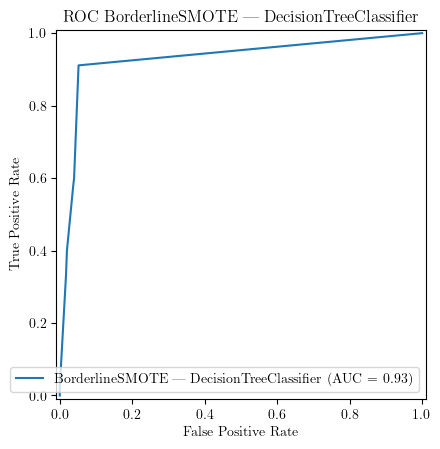 ROC BorderlineSMOTE — DecisionTreeClassifier
1.0
0.8
0.6
0.4
0.2
0.0
True Positive Rate
BorderlineSMOTE — DecisionTreeClassifier (AUC = 0.93)
0.0 0.2 0.4 0.6 0.8 1.0
False Positive Rate